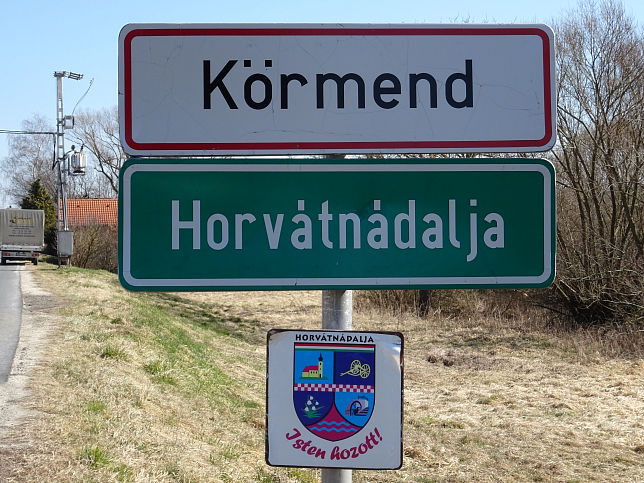 Körmend
Horvátnádalja
HORVÁTNÁDALJA
Isten hozott!